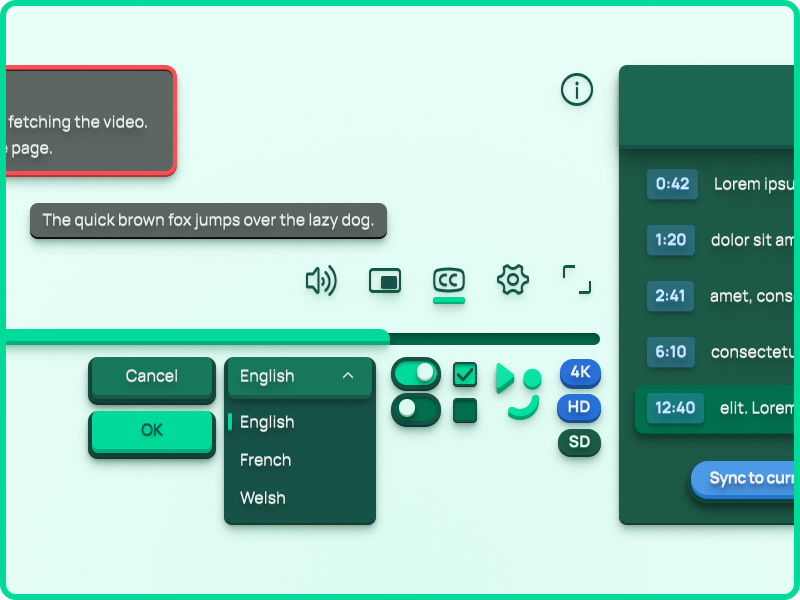 fetching the video.
page.
The quick brown fox jumps over the lazy dog.
CC
Cancel
OK
English
English
French
Welsh
4K
HD
SD
0:42 Lorem ipsu
1:20 dolor sit am
2:41 amet, cons
6:10 consectetu
12:40 elit. Lorem
Sync to curr